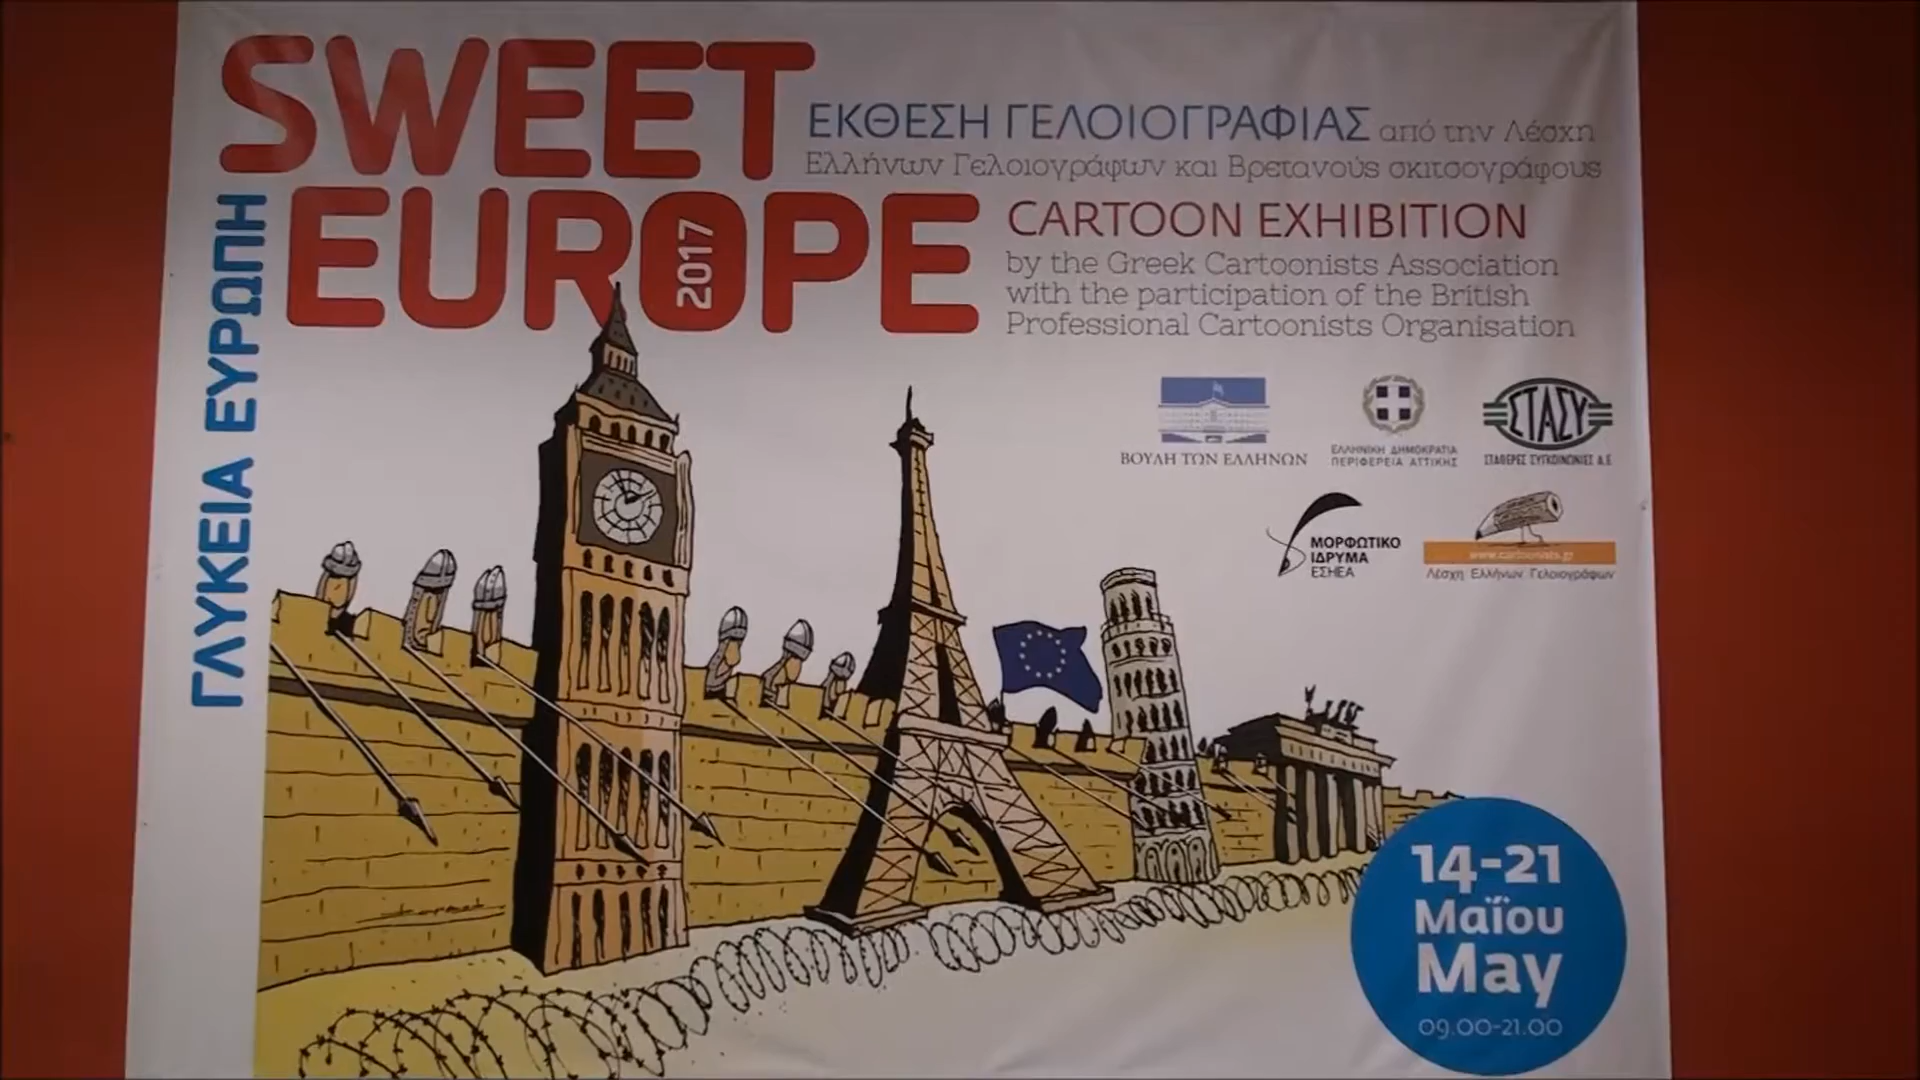 SWEET
EUROPE
2017
ΓΛΥΚΕΙΑ ΕΥΡΩΠΗ
ΕΚΘΕΣΗ ΓΕΛΟΙΟΓΡΑΦΙΑΣ από την Λέσχη
Ελλήνων Γελοιογράφων και Βρετανούς σκιτσογράφους
CARTOON EXHIBITION
by the Greek Cartoonists Association
with the participation of the British
Professional Cartoonists Organisation
ΒΟΥΛΗ ΤΩΝ ΕΛΛΗΝΩΝ
ΕΛΛΗΝΙΚΗ ΔΗΜΟΚΡΑΤΙΑ
ΠΕΡΙΦΕΡΕΙΑ ΑΤΤΙΚΗΣ
ΣΤΑΣΥ
ΣΤΑΘΕΡΕΣ ΣΥΓΚΟΙΝΩΝΙΕΣ Α.Ε
ΜΟΡΦΩΤΙΚΟ
ΙΔΡΥΜΑ
ΕΣΗΕΑ
www.cartoonists.gr
Λέσχη Ελλήνων Γελοιογράφων
14-21
Μαΐου
May
09.00-21.00